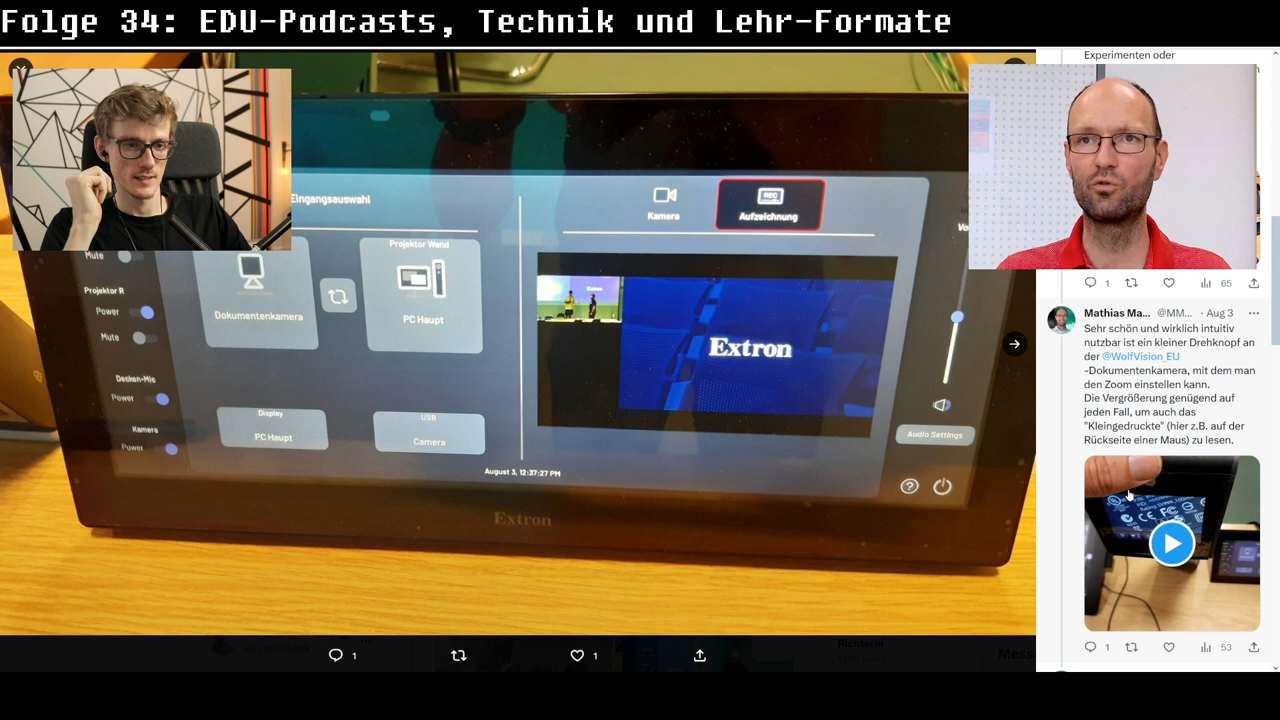 Folge 34: EDU-Podcasts, Technik und Lehr-Formate
Experimenten oder
Eingangsauswahl
Kamera
REC
Aufzeichnung
Mute
Projektor R
Power
Mute
Decken-Mic
Power
Kamera
Power
Dokumentenkamera
Projektor Wand
PC Haupt
Display
PC Haupt
USB
Camera
August 3, 12:37:27 PM
Extron
Audio Settings
Extron
1
65
Mathias Ma... @MM... · Aug 3
Sehr schön und wirklich intuitiv
nutzbar ist ein kleiner Drehknopf an
der @WolfVision_EU
-Dokumentenkamera, mit dem man
den Zoom einstellen kann.
Die Vergrößerung genügend auf
jeden Fall, um auch das
"Kleingedruckte" (hier z.B. auf der
Rückseite einer Maus) zu lesen.
1
53
1
1
Richterin